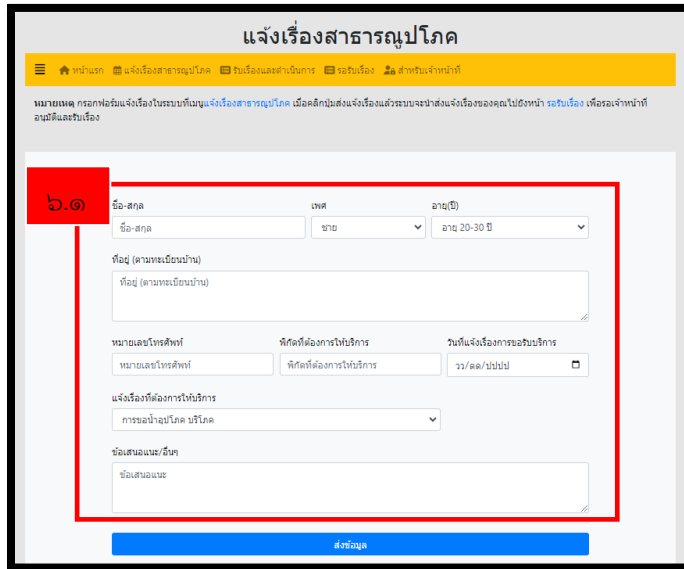 แจ้งเรื่องสาธารณูปโภค
หน้าแรก แจ้งเรื่องสาธารณูปโภค รับเรื่องและดำเนินการ รอรับเรื่อง สำหรับเจ้าหน้าที่
หมายเหตุ กรอกฟอร์มแจ้งเรื่องในระบบที่เมนูแจ้งเรื่องสาธารณูปโภค เมื่อคลิกปุ่มส่งแจ้งเรื่องแล้วระบบจะนำส่งแจ้งเรื่องของคุณไปยังหน้า รอรับเรื่อง เพื่อรอเจ้าหน้าที่
อนุมัติและรับเรื่อง
๖.๑
ชื่อ-สกุล เพศ อายุ(ปี)
ชื่อ-สกุล ชาย อายุ 20-30 ปี
ที่อยู่ (ตามทะเบียนบ้าน)
ที่อยู่ (ตามทะเบียนบ้าน)
หมายเลขโทรศัพท์ พิกัดที่ต้องการให้บริการ วันที่แจ้งเรื่องการขอรับบริการ
หมายเลขโทรศัพท์ พิกัดที่ต้องการให้บริการ วว/ดด/ปปปป
แจ้งเรื่องที่ต้องการให้บริการ
การขอน้ำอุปโภค บริโภค
ข้อเสนอแนะ/อื่นๆ
ข้อเสนอแนะ
ส่งข้อมูล